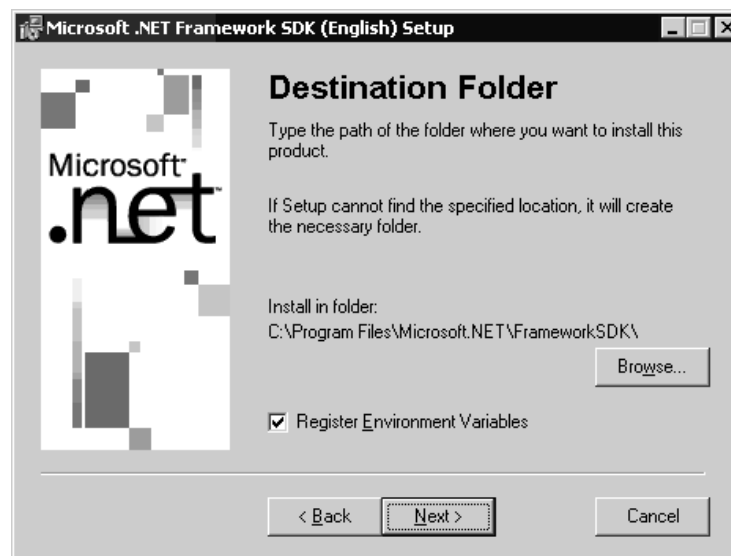 Microsoft .NET Framework SDK (English) Setup
Destination Folder
Type the path of the folder where you want to install this
product.
Microsoft
.net
If Setup cannot find the specified location, it will create
the necessary folder.
Install in folder:
C:\Program Files\Microsoft.NET\FrameworkSDK\
Browse...
Register Environment Variables
< Back
Next >
Cancel